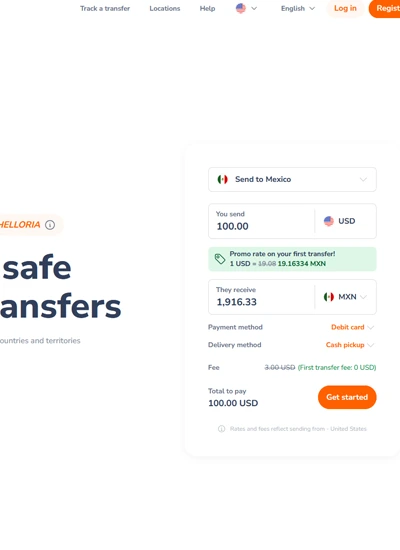 Track a transfer Locations Help English Log in Regist
Send to Mexico
You send
100.00 USD
Promo rate on your first transfer!
1 USD = 19.08 19.16334 MXN
They receive
1,916.33 MXN
Payment method Debit card
Delivery method Cash pickup
Fee 3.00 USD (First transfer fee: 0 USD)
Total to pay
100.00 USD
Get started
Rates and fees reflect sending from - United States
HELLORIA
safe
ansfers
ountries and territories